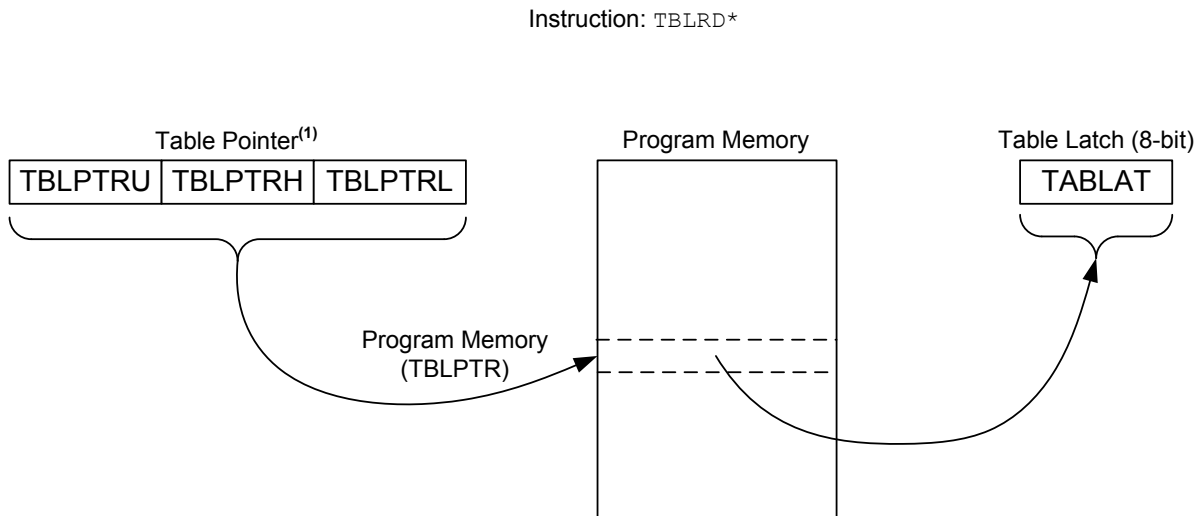 Instruction: TBLRD*
Table Pointer(1)
Program Memory
Table Latch (8-bit)
TBLPTRU TBLPTRH TBLPTRL
TABLAT
Program Memory
(TBLPTR)